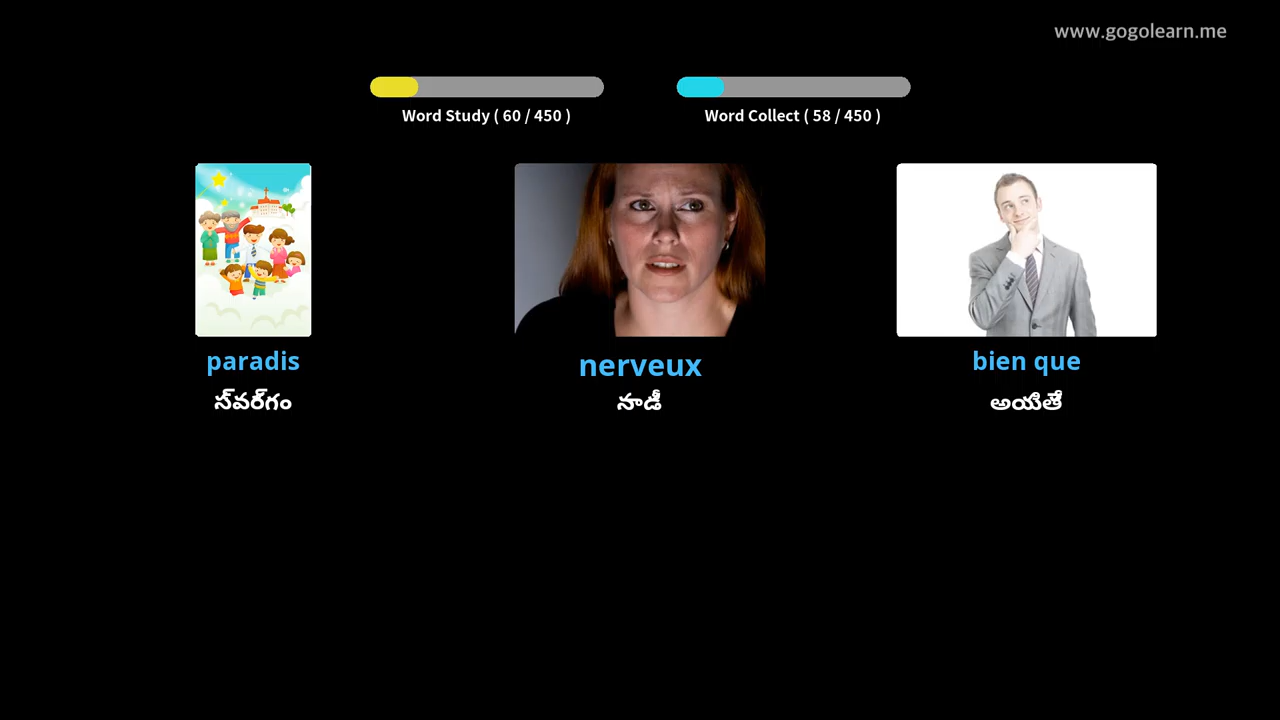 www.gogolearn.me
Word Study ( 60 / 450 )
Word Collect ( 58 / 450 )
paradis
nerveux
bien que
స్‌వర్‌గం
నాడీ
అయితే